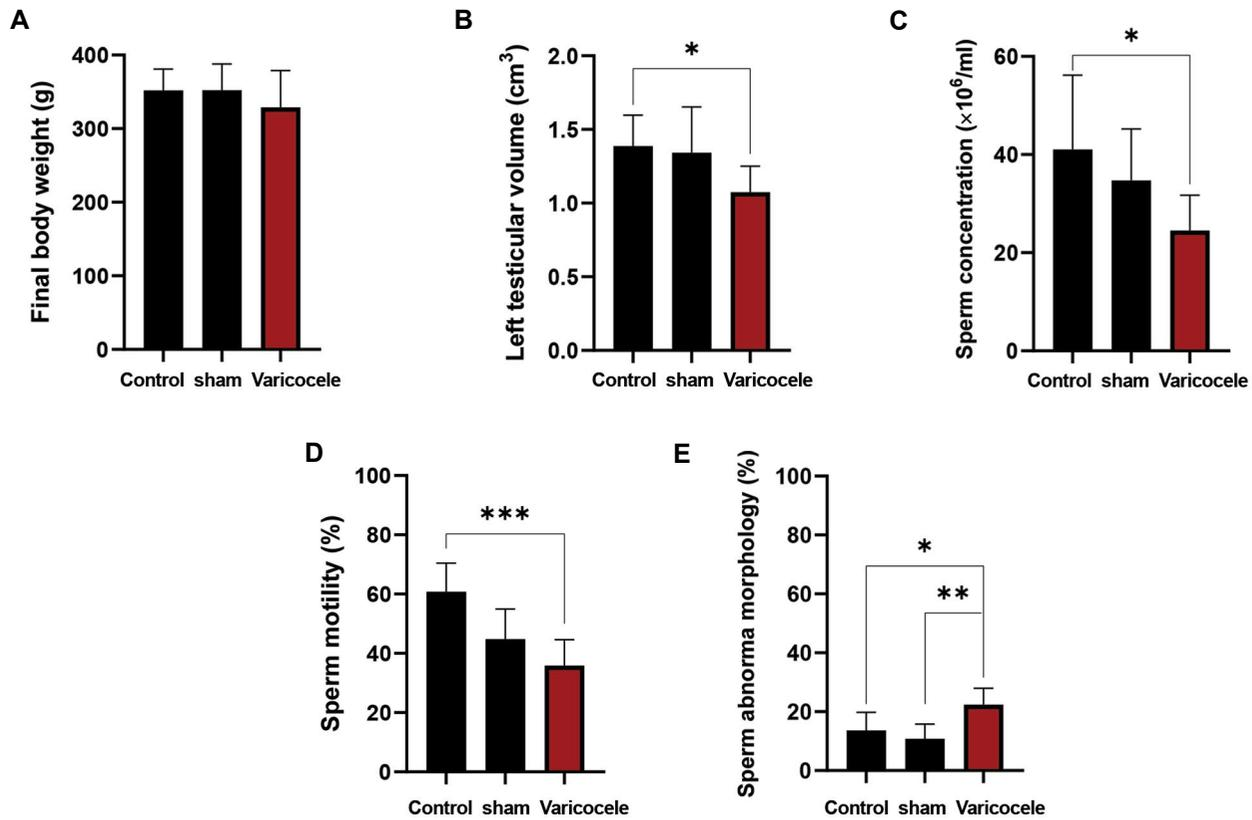 A
Final body weight (g)
400
300
200
100
0
Control sham Varicocele
B
Left testicular volume (cm³)
2.0
1.5
1.0
0.5
0.0
*
Control sham Varicocele
C
Sperm concentration (×10⁶/ml)
60
40
20
0
*
Control sham Varicocele
D
Sperm motility (%)
100
80
60
40
20
0
***
Control sham Varicocele
E
Sperm abnorma morphology (%)
100
80
60
40
20
0
*
**
Control sham Varicocele